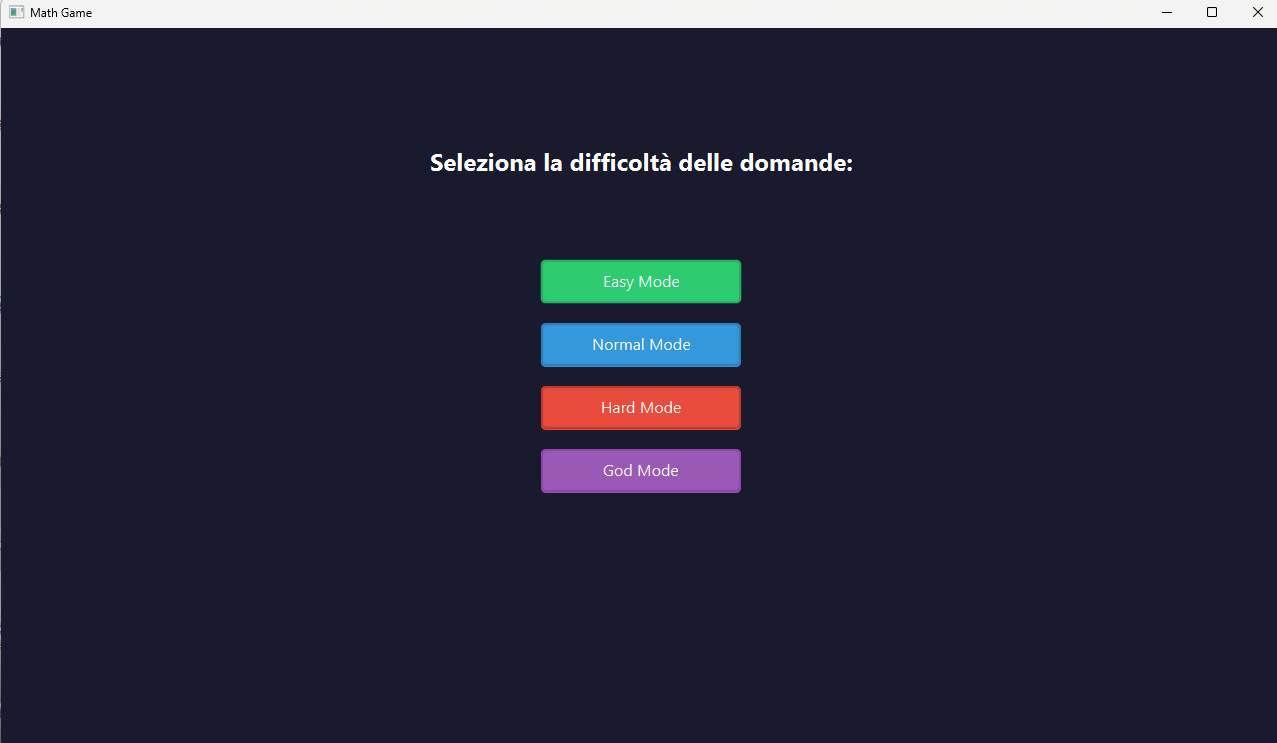 Math Game
Seleziona la difficoltà delle domande:
Easy Mode
Normal Mode
Hard Mode
God Mode